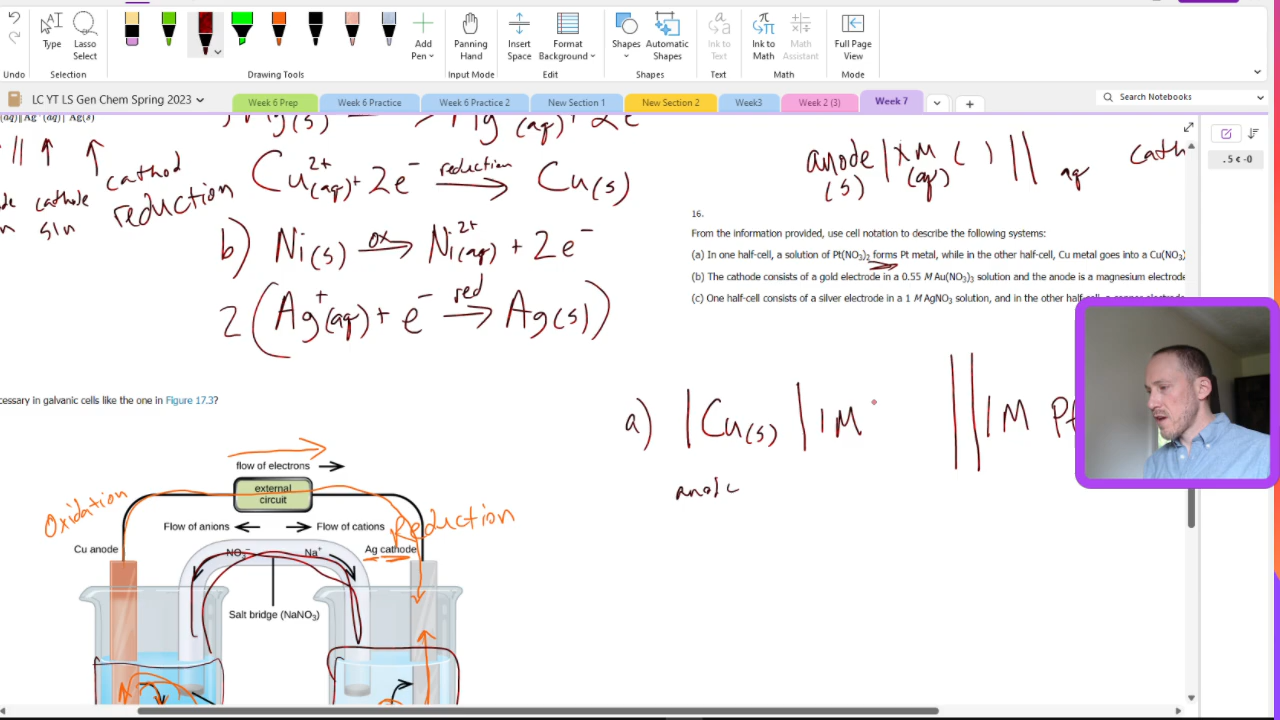 Undo
Type
Lasso
Select
Selection
Drawing Tools
Add
Pen
Panning
Hand
Input Mode
Insert
Space
Format
Background
Edit
Shapes
Automatic
Shapes
Shapes
Ink to
Text
Text
Ink to
Math
Math
Assistant
Math
Full Page
View
Mode
LC YT LS Gen Chem Spring 2023
Week 6 Prep
Week 6 Practice
Week 6 Practice 2
New Section 1
New Section 2
Week3
Week 2 (3)
Week 7
Search Notebooks
.5 ¢ -0
cathod
reduction
cathode
sln
Cu2+(aq) + 2e- reduction → Cu(s)
b) Ni(s) ox → Ni2+(aq) + 2e-
2(Ag+(aq) + e- red → Ag(s))
anode | XM ( ) ||
(s) (aq) aq
16.
From the information provided, use cell notation to describe the following systems:
(a) In one half-cell, a solution of Pt(NO3)2 forms Pt metal, while in the other half-cell, Cu metal goes into a Cu(NO3)
(b) The cathode consists of a gold electrode in a 0.55 M Au(NO3)3 solution and the anode is a magnesium electrode
(c) One half-cell consists of a silver electrode in a 1 M AgNO3 solution, and in the other half-cell, a copper electrode
a) | Cu(s) | 1M || 1M
anode
cessary in galvanic cells like the one in Figure 17.3?
flow of electrons
external
circuit
Oxidation
Reduction
Flow of anions
Flow of cations
Cu anode
NO3-
Na+
Ag cathode
Salt bridge (NaNO3)